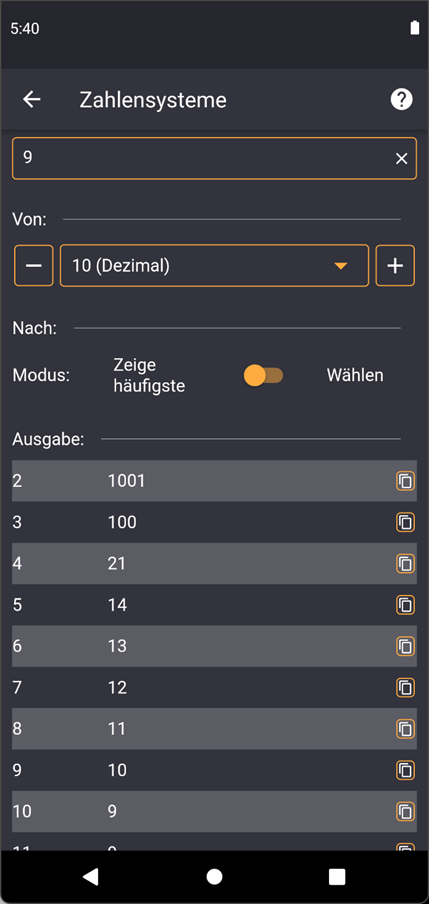 5:40
Zahlensysteme
9
Von:
10 (Dezimal)
Nach:
Modus:
Zeige
häufigste
Wählen
Ausgabe:
2 1001
3 100
4 21
5 14
6 13
7 12
8 11
9 10
10 9